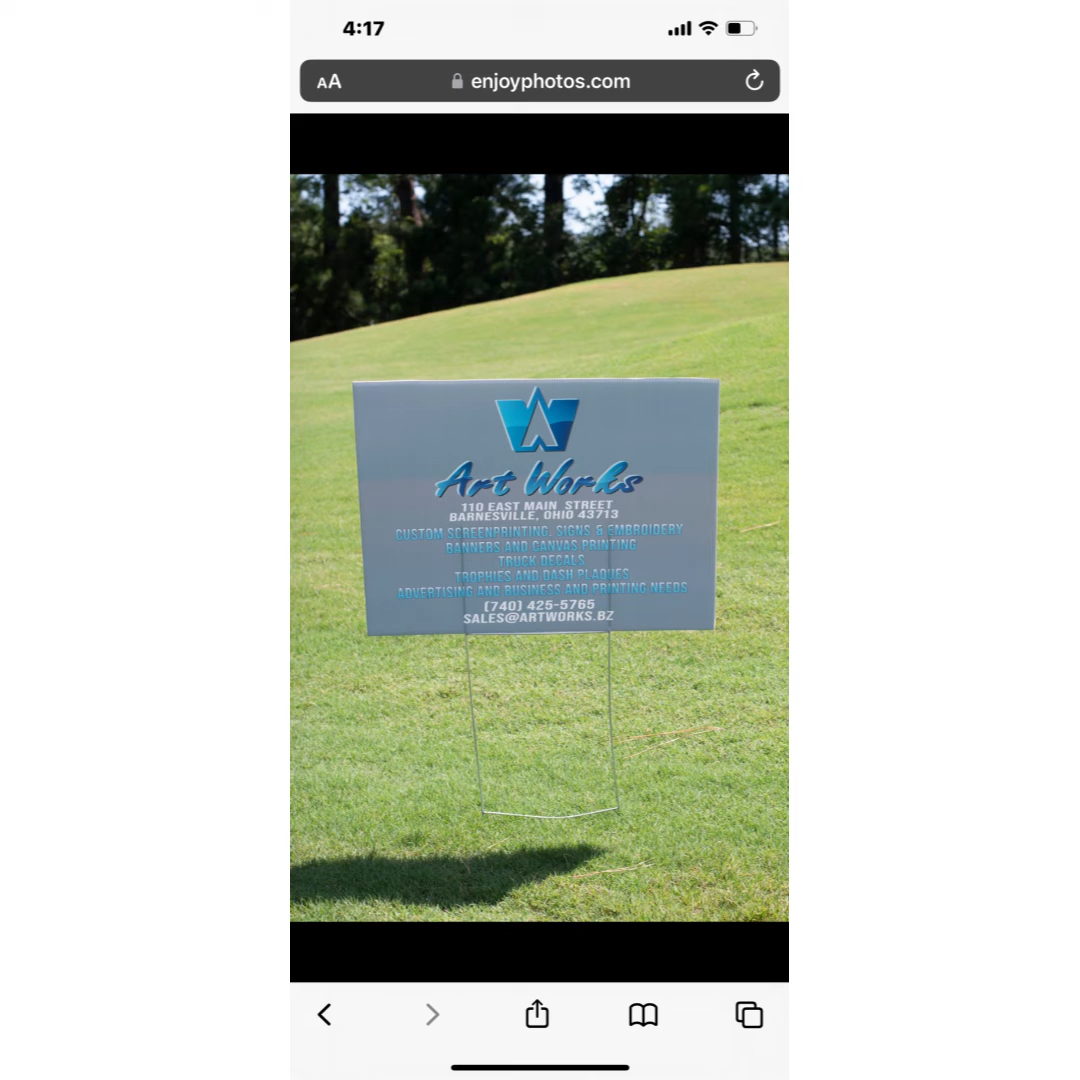 4:17
AA enjoyphotos.com
Art Works
110 EAST MAIN STREET
BARNESVILLE, OHIO 43713
CUSTOM SCREENPRINTING, SIGNS & EMBROIDERY
BANNERS AND CANVAS PRINTING
TRUCK DECALS
TROPHIES AND DASH PLAQUES
ADVERTISING AND BUSINESS AND PRINTING NEEDS
(740) 425-5765
SALES@ARTWORKS.BZ